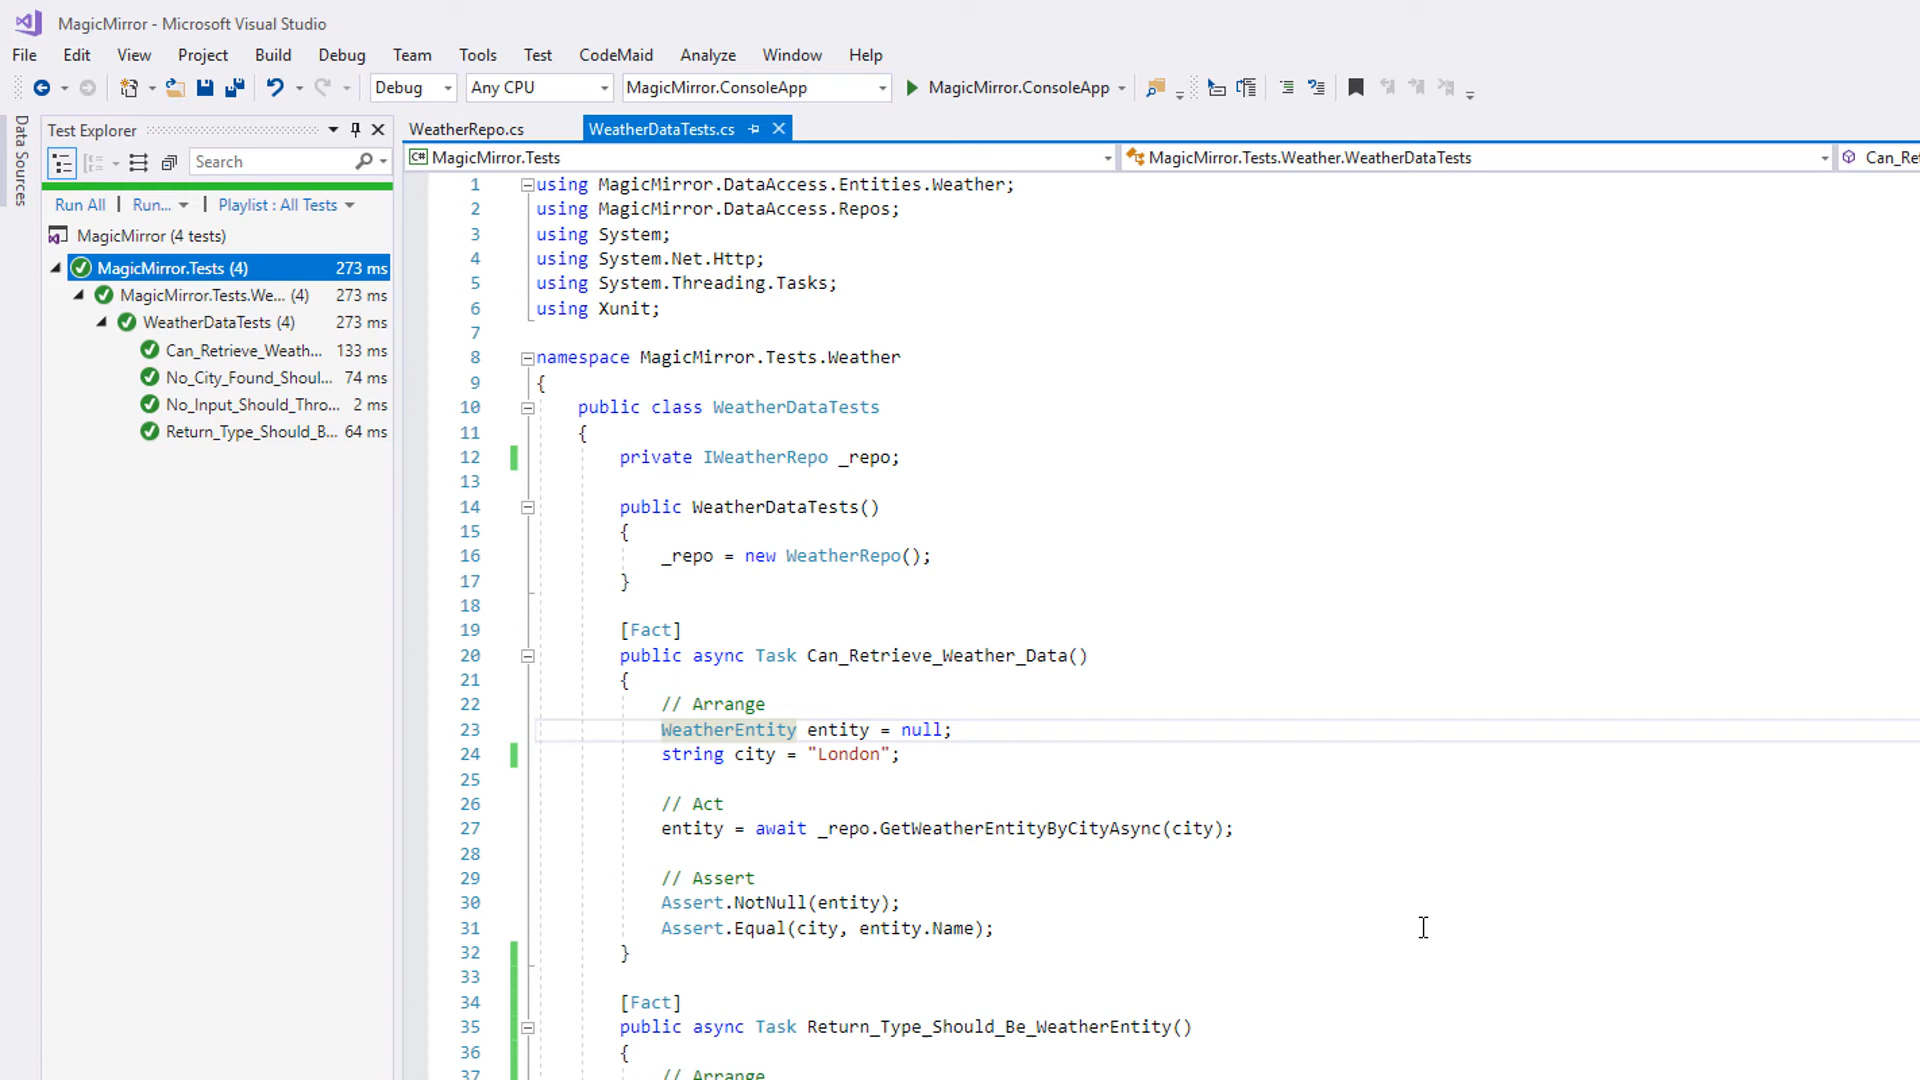 MagicMirror - Microsoft Visual Studio
File Edit View Project Build Debug Team Tools Test CodeMaid Analyze Window Help
Debug Any CPU MagicMirror.ConsoleApp MagicMirror.ConsoleApp
Data Sources
Test Explorer
Search
Run All | Run... | Playlist : All Tests
MagicMirror (4 tests)
MagicMirror.Tests (4) 273 ms
MagicMirror.Tests.We... (4) 273 ms
WeatherDataTests (4) 273 ms
Can_Retrieve_Weath... 133 ms
No_City_Found_Shoul... 74 ms
No_Input_Should_Thro... 2 ms
Return_Type_Should_B... 64 ms
WeatherRepo.cs WeatherDataTests.cs
C# MagicMirror.Tests MagicMirror.Tests.Weather.WeatherDataTests Can_Re
1 using MagicMirror.DataAccess.Entities.Weather;
2 using MagicMirror.DataAccess.Repos;
3 using System;
4 using System.Net.Http;
5 using System.Threading.Tasks;
6 using Xunit;
7
8 namespace MagicMirror.Tests.Weather
9 {
10 public class WeatherDataTests
11 {
12 private IWeatherRepo _repo;
13
14 public WeatherDataTests()
15 {
16 _repo = new WeatherRepo();
17 }
18
19 [Fact]
20 public async Task Can_Retrieve_Weather_Data()
21 {
22 // Arrange
23 WeatherEntity entity = null;
24 string city = "London";
25
26 // Act
27 entity = await _repo.GetWeatherEntityByCityAsync(city);
28
29 // Assert
30 Assert.NotNull(entity);
31 Assert.Equal(city, entity.Name);
32 }
33
34 [Fact]
35 public async Task Return_Type_Should_Be_WeatherEntity()
36 {
37 // Arrange